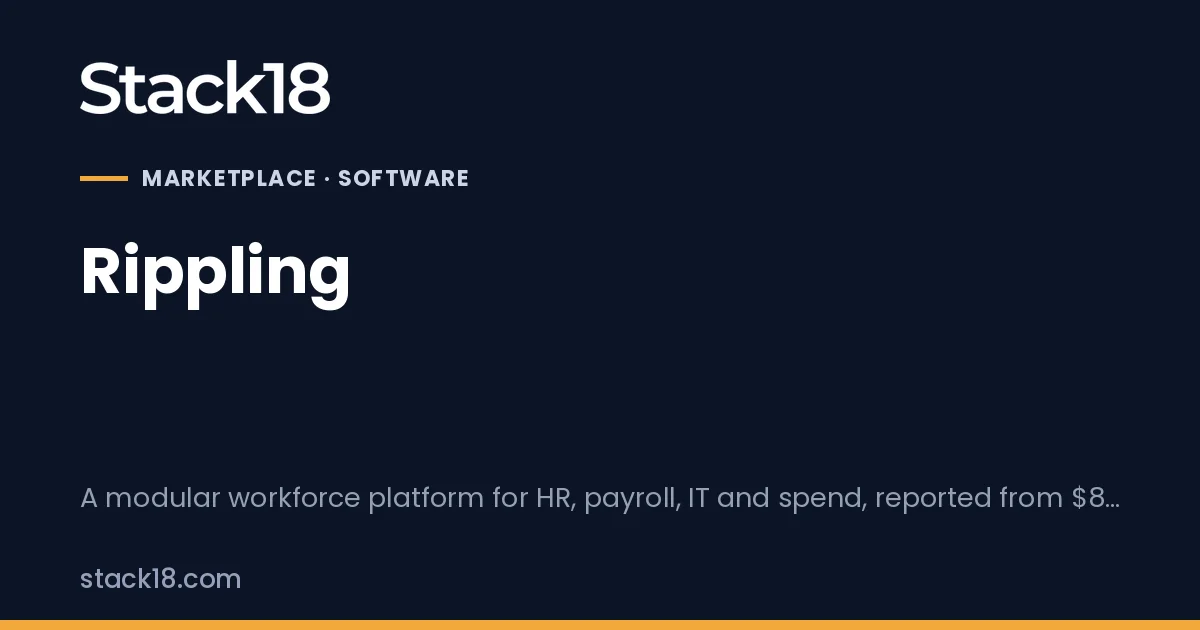 Stack18
MARKETPLACE · SOFTWARE
Rippling
A modular workforce platform for HR, payroll, IT and spend, reported from $8...
stack18.com